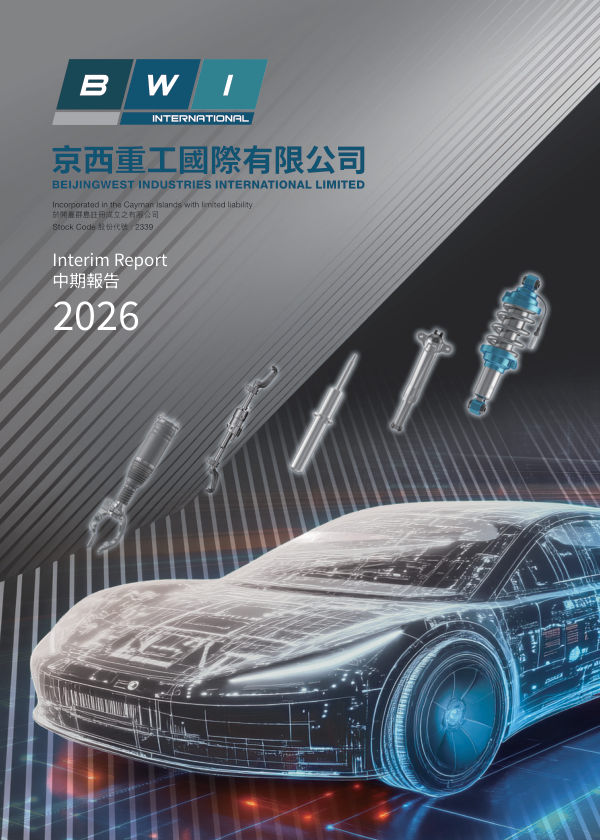 BWI
INTERNATIONAL
京西重工國際有限公司
BEIJINGWEST INDUSTRIES INTERNATIONAL LIMITED
Incorporated in the Cayman Islands with limited liability
於開曼群島註冊成立之有限公司
Stock Code 股份代號 : 2339
Interim Report
中期報告
2026